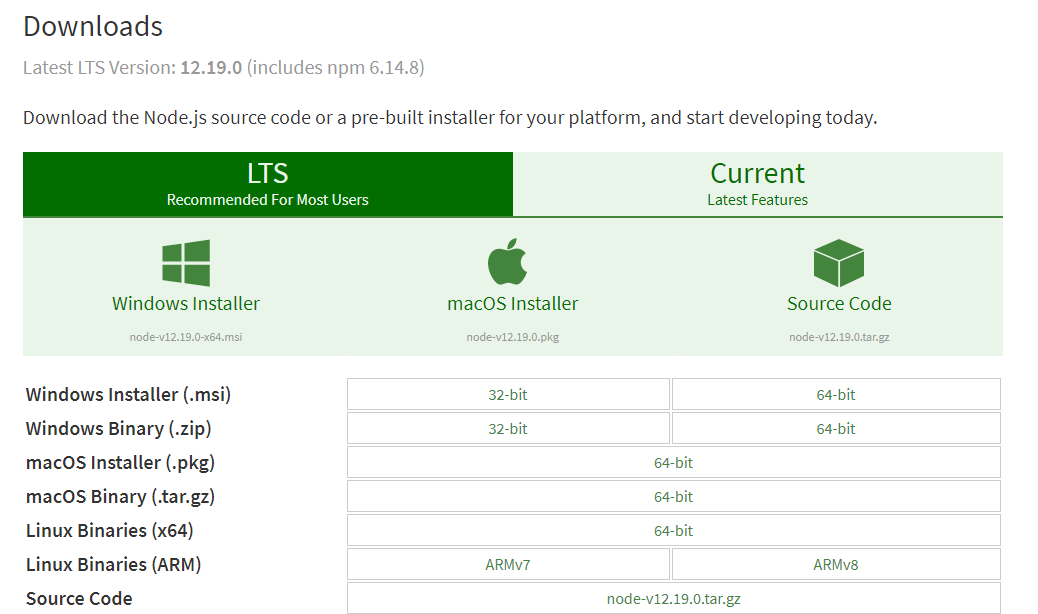 Downloads
Latest LTS Version: 12.19.0 (includes npm 6.14.8)
Download the Node.js source code or a pre-built installer for your platform, and start developing today.
LTS
Recommended For Most Users
Current
Latest Features
Windows Installer
node-v12.19.0-x64.msi
macOS Installer
node-v12.19.0.pkg
Source Code
node-v12.19.0.tar.gz
Windows Installer (.msi) 32-bit 64-bit
Windows Binary (.zip) 32-bit 64-bit
macOS Installer (.pkg) 64-bit
macOS Binary (.tar.gz) 64-bit
Linux Binaries (x64) 64-bit
Linux Binaries (ARM) ARMv7 ARMv8
Source Code node-v12.19.0.tar.gz